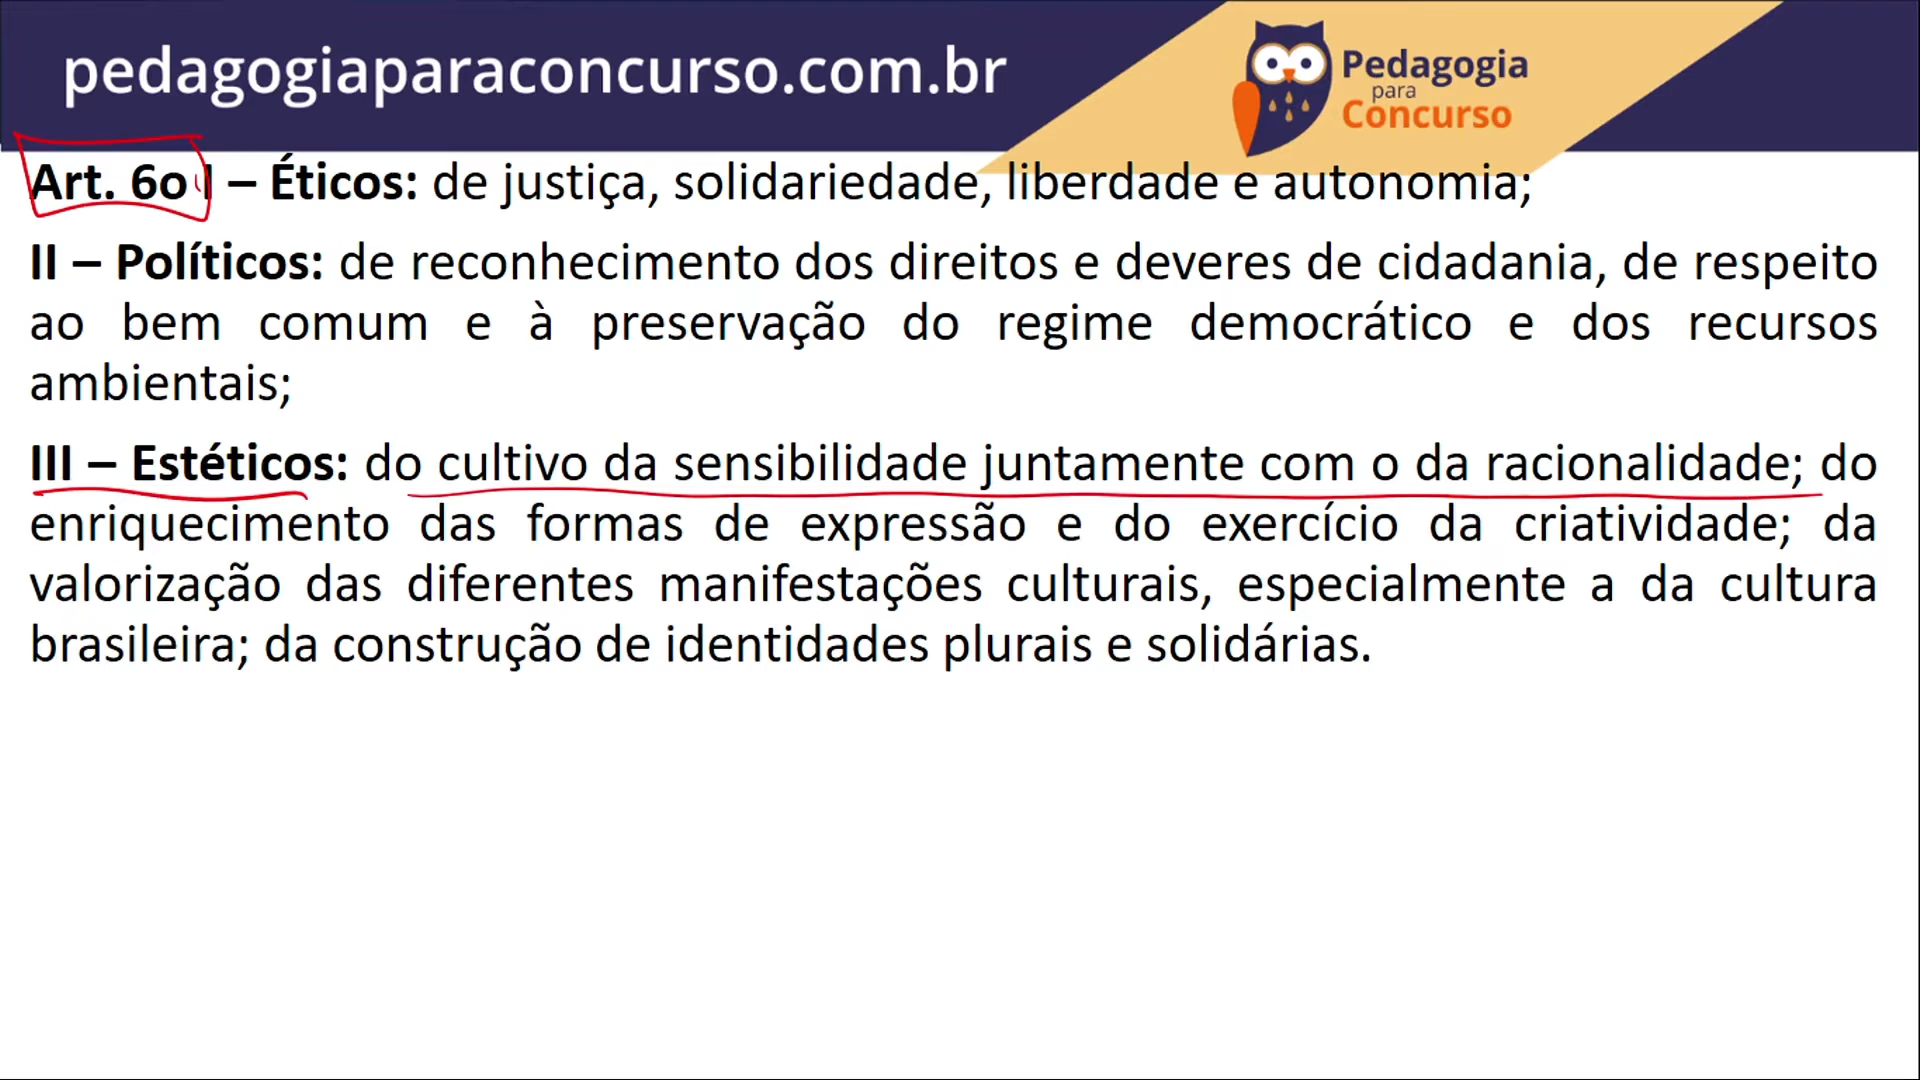 pedagogiaparaconcurso.com.br
Pedagogia
para
Concurso
Art. 6o I – Éticos: de justiça, solidariedade, liberdade e autonomia;
II – Políticos: de reconhecimento dos direitos e deveres de cidadania, de respeito
ao bem comum e à preservação do regime democrático e dos recursos
ambientais;
III – Estéticos: do cultivo da sensibilidade juntamente com o da racionalidade; do
enriquecimento das formas de expressão e do exercício da criatividade; da
valorização das diferentes manifestações culturais, especialmente a da cultura
brasileira; da construção de identidades plurais e solidárias.